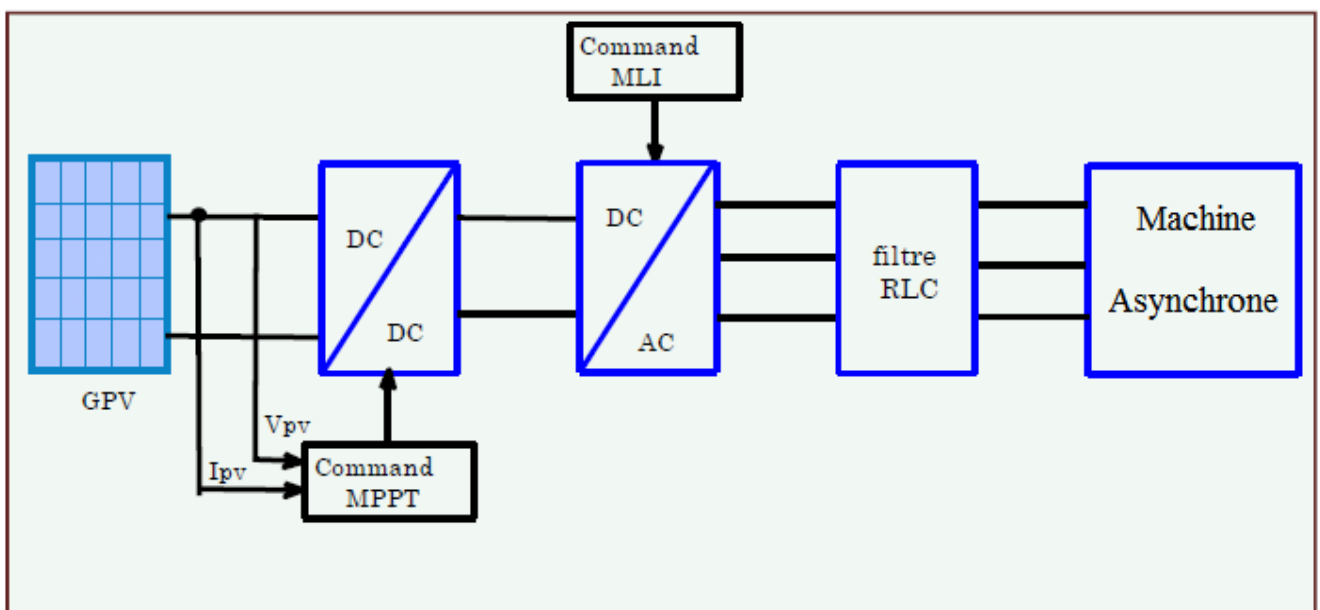 Command
MLI
DC
DC
DC
AC
filtre
RLC
Machine
Asynchrone
GPV
Vpv
Ipv
Command
MPPT